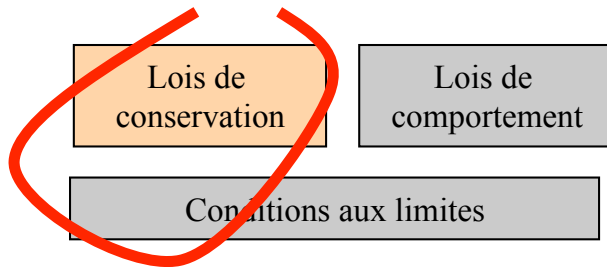 Lois de
conservation
Lois de
comportement
Conditions aux limites